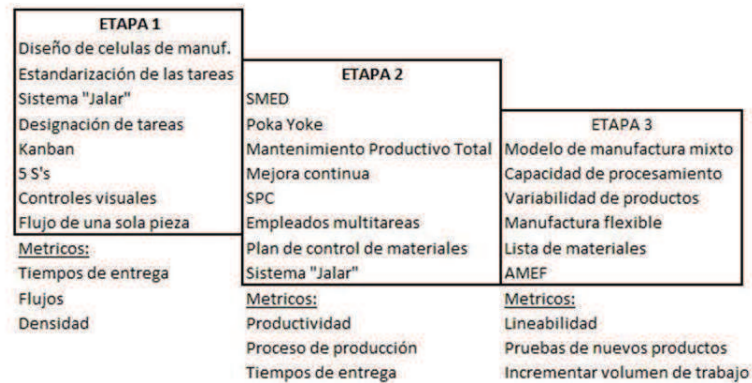 ETAPA 1
Diseño de celulas de manuf.
Estandarización de las tareas
Sistema "Jalar"
Designación de tareas
Kanban
5 S's
Controles visuales
Flujo de una sola pieza
Metricos:
Tiempos de entrega
Flujos
Densidad
ETAPA 2
SMED
Poka Yoke
Mantenimiento Productivo Total
Mejora continua
SPC
Empleados multitareas
Plan de control de materiales
Sistema "Jalar"
Metricos:
Productividad
Proceso de producción
Tiempos de entrega
ETAPA 3
Modelo de manufactura mixto
Capacidad de procesamiento
Variabilidad de productos
Manufactura flexible
Lista de materiales
AMEF
Metricos:
Lineabilidad
Pruebas de nuevos productos
Incrementar volumen de trabajo